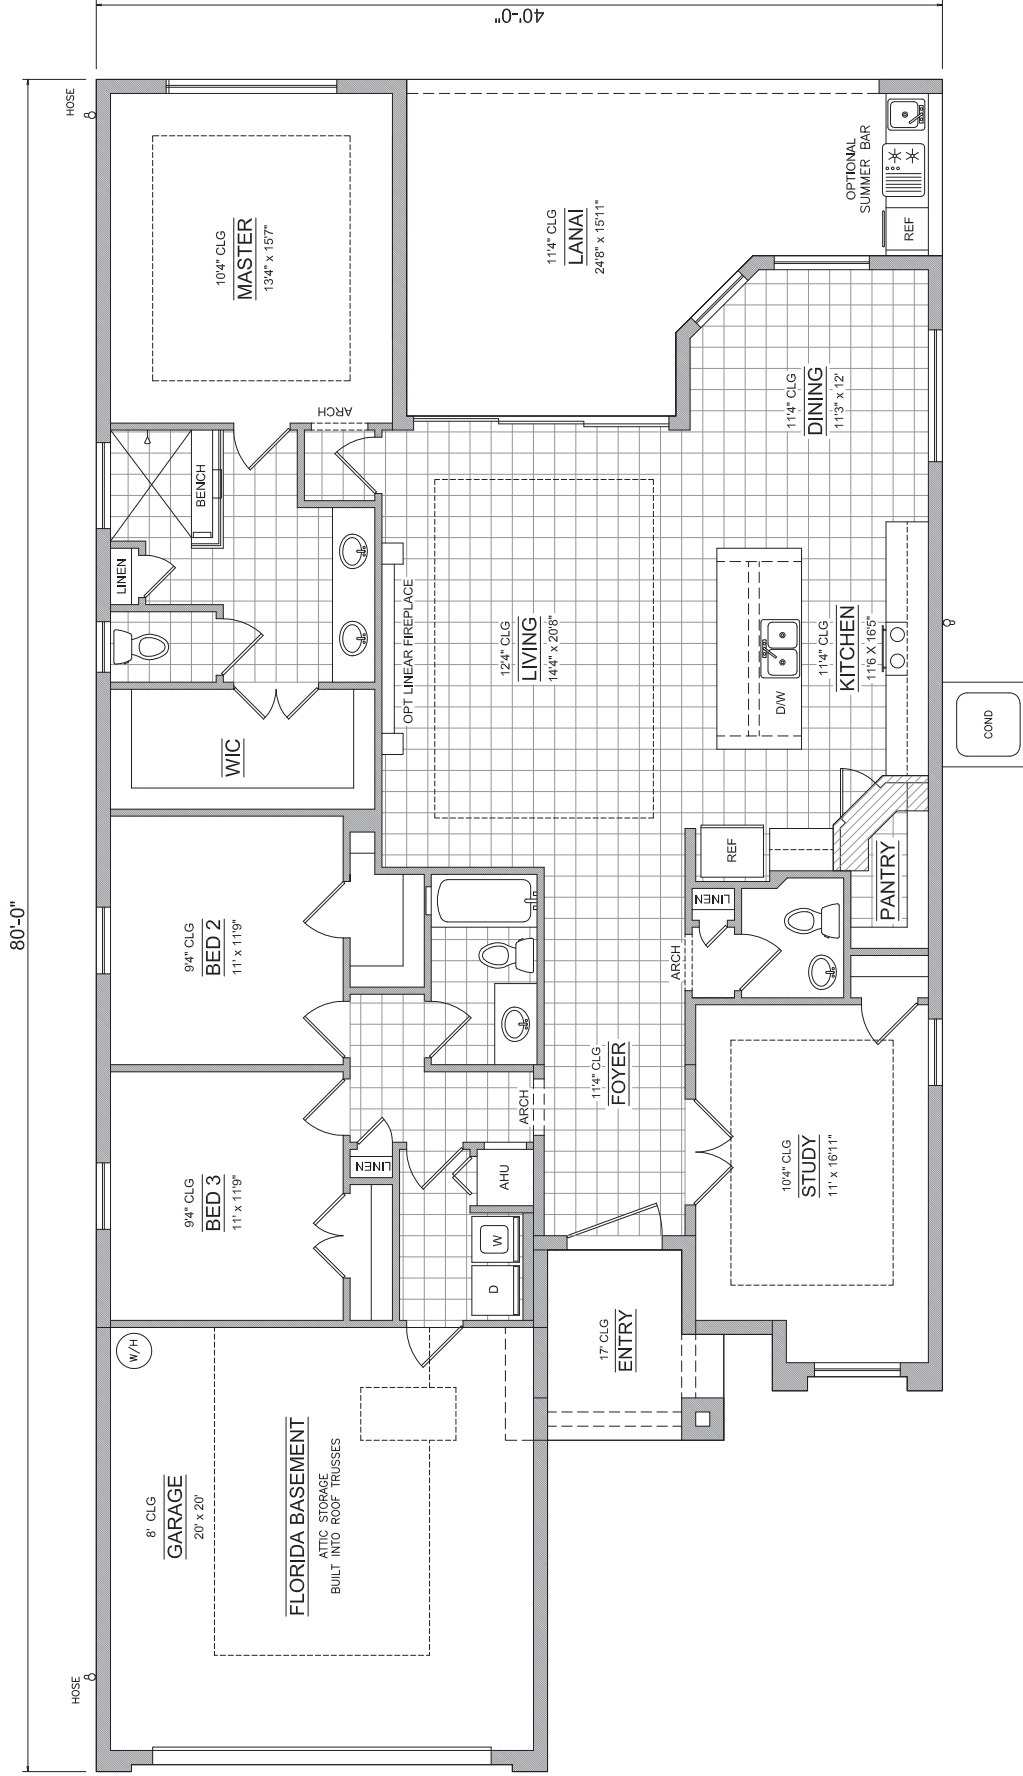 40'-0"
80'-0"
HOSE
10'4" CLG
MASTER
13'4" x 15'7"
ARCH
11'4" CLG
LANAI
24'8" x 15'11"
OPTIONAL
SUMMER BAR
REF
BENCH
LINEN
11'4" CLG
DINING
11'3" x 12'
OPT LINEAR FIREPLACE
12'4" CLG
LIVING
14'4" x 20'8"
D/W
11'4" CLG
KITCHEN
11'6 X 16'5"
COND
WIC
REF
PANTRY
LINEN
9'4" CLG
BED 2
11' x 11'9"
ARCH
11'4" CLG
FOYER
ARCH
9'4" CLG
BED 3
11' x 11'9"
LINEN
AHU
W
D
10'4" CLG
STUDY
11' x 16'11"
17' CLG
ENTRY
W/H
8' CLG
GARAGE
20' x 20'
FLORIDA BASEMENT
ATTIC STORAGE
BUILT INTO ROOF TRUSSES
HOSE